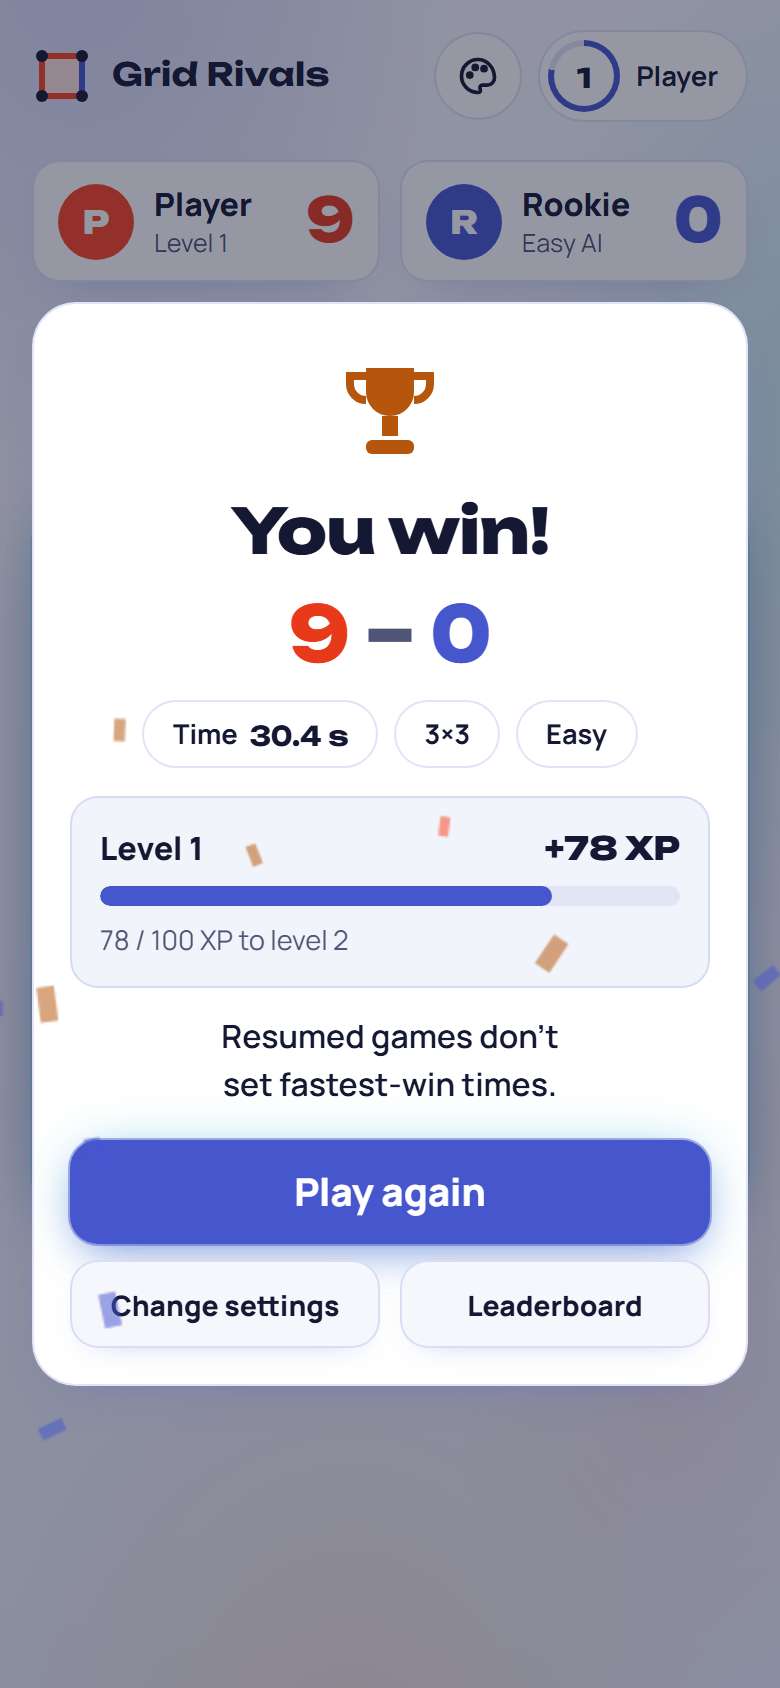 Grid Rivals
1 Player
P Player 9
Level 1
R Rookie 0
Easy AI
You win!
9 – 0
Time 30.4 s
3×3
Easy
Level 1 +78 XP
78 / 100 XP to level 2
Resumed games don’t
set fastest-win times.
Play again
Change settings
Leaderboard